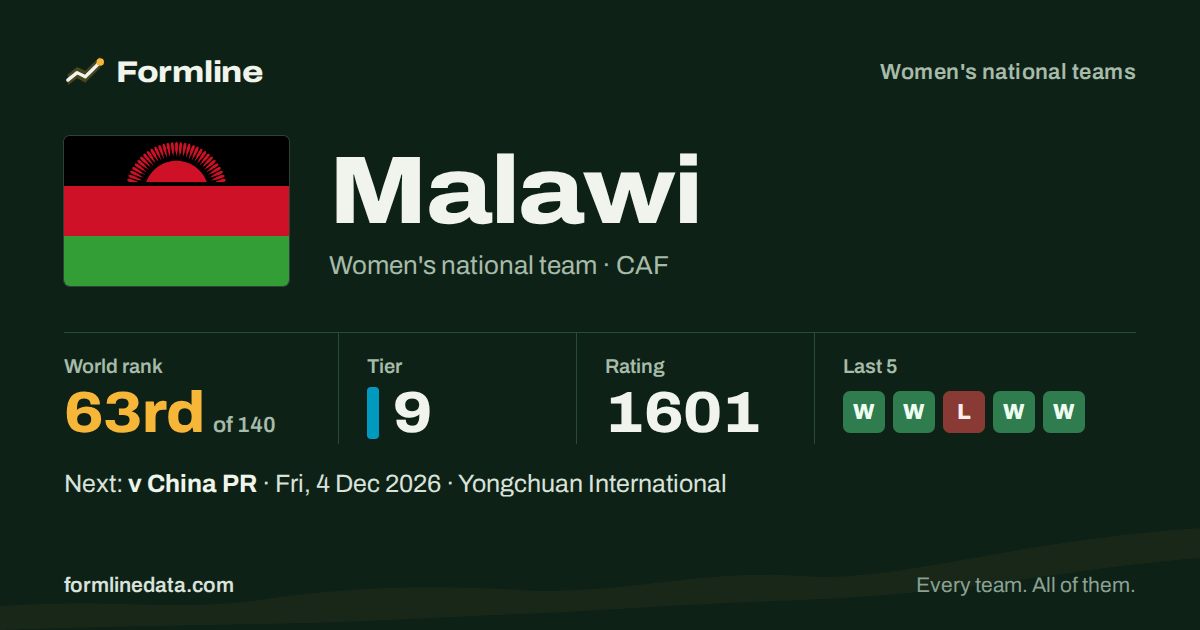 Formline
Women's national teams
Malawi
Women's national team · CAF
World rank
63rd of 140
Tier
9
Rating
1601
Last 5
W W L W W
Next: v China PR · Fri, 4 Dec 2026 · Yongchuan International
formlinedata.com
Every team. All of them.